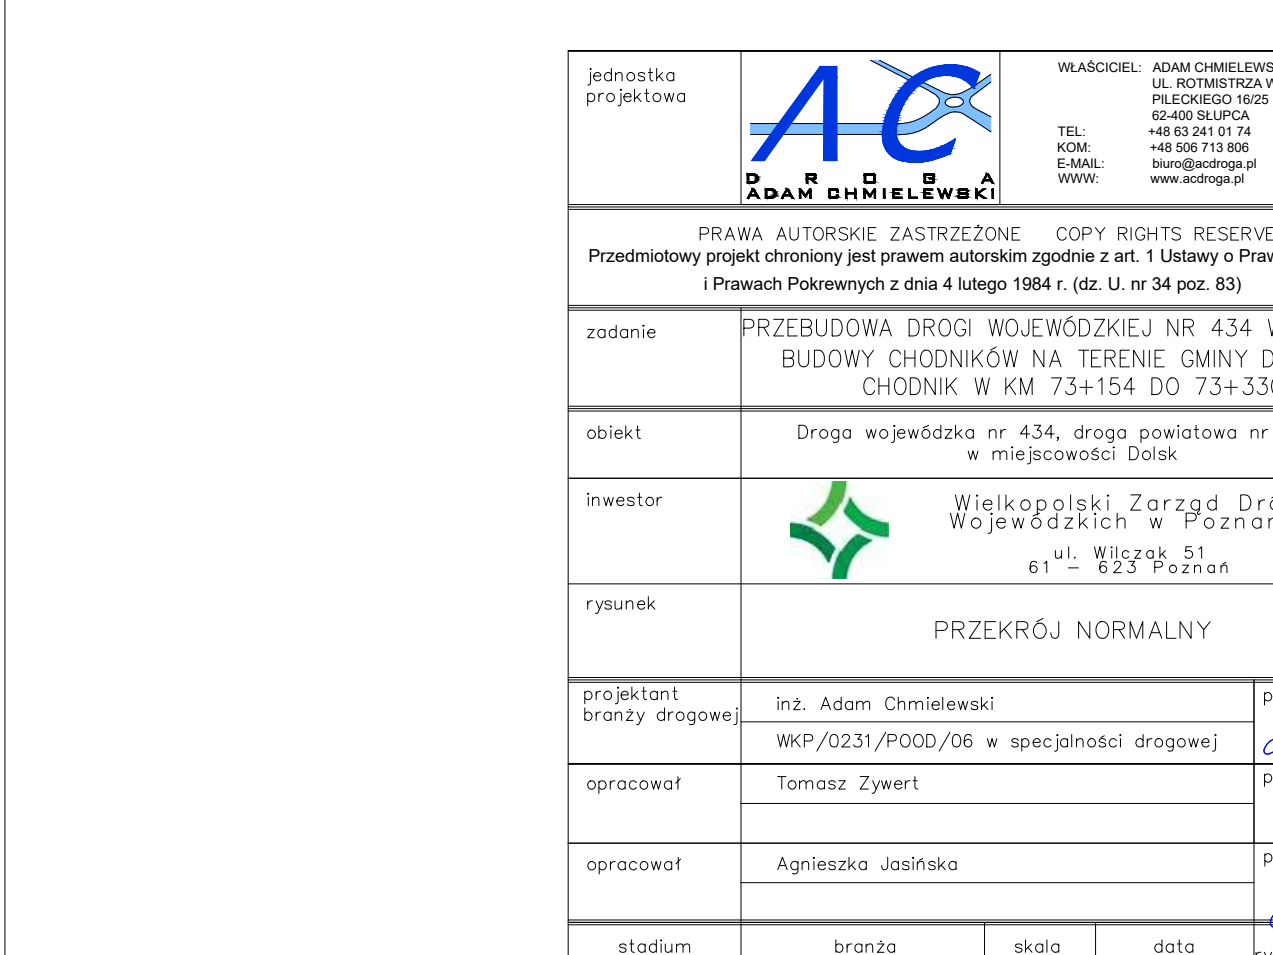 jednostka
projektowa
AC
DROGA
ADAM CHMIELEWSKI
WŁAŚCICIEL: ADAM CHMIELEWS
UL. ROTMISTRZA W
PILECKIEGO 16/25
62-400 SŁUPCA
TEL: +48 63 241 01 74
KOM: +48 506 713 806
E-MAIL: biuro@acdroga.pl
WWW: www.acdroga.pl
PRAWA AUTORSKIE ZASTRZEŻONE COPY RIGHTS RESERVE
Przedmiotowy projekt chroniony jest prawem autorskim zgodnie z art. 1 Ustawy o Praw
i Prawach Pokrewnych z dnia 4 lutego 1984 r. (dz. U. nr 34 poz. 83)
zadanie
PRZEBUDOWA DROGI WOJEWÓDZKIEJ NR 434 W
BUDOWY CHODNIKÓW NA TERENIE GMINY D
CHODNIK W KM 73+154 DO 73+330
obiekt
Droga wojewódzka nr 434, droga powiatowa nr
w miejscowości Dolsk
inwestor
Wielkopolski Zarząd Dró
Wojewódzkich w Poznan
ul. Wilczak 51
61 – 623 Poznań
rysunek
PRZEKRÓJ NORMALNY
projektant
branży drogowej
inż. Adam Chmielewski
p
WKP/0231/POOD/06 w specjalności drogowej
opracował
Tomasz Zywert
p
opracował
Agnieszka Jasińska
p
stadium branża skala data